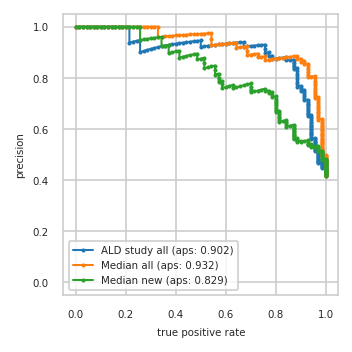 1.0
0.8
0.6
0.4
0.2
0.0
precision
ALD study all (aps: 0.902)
Median all (aps: 0.932)
Median new (aps: 0.829)
0.0 0.2 0.4 0.6 0.8 1.0
true positive rate